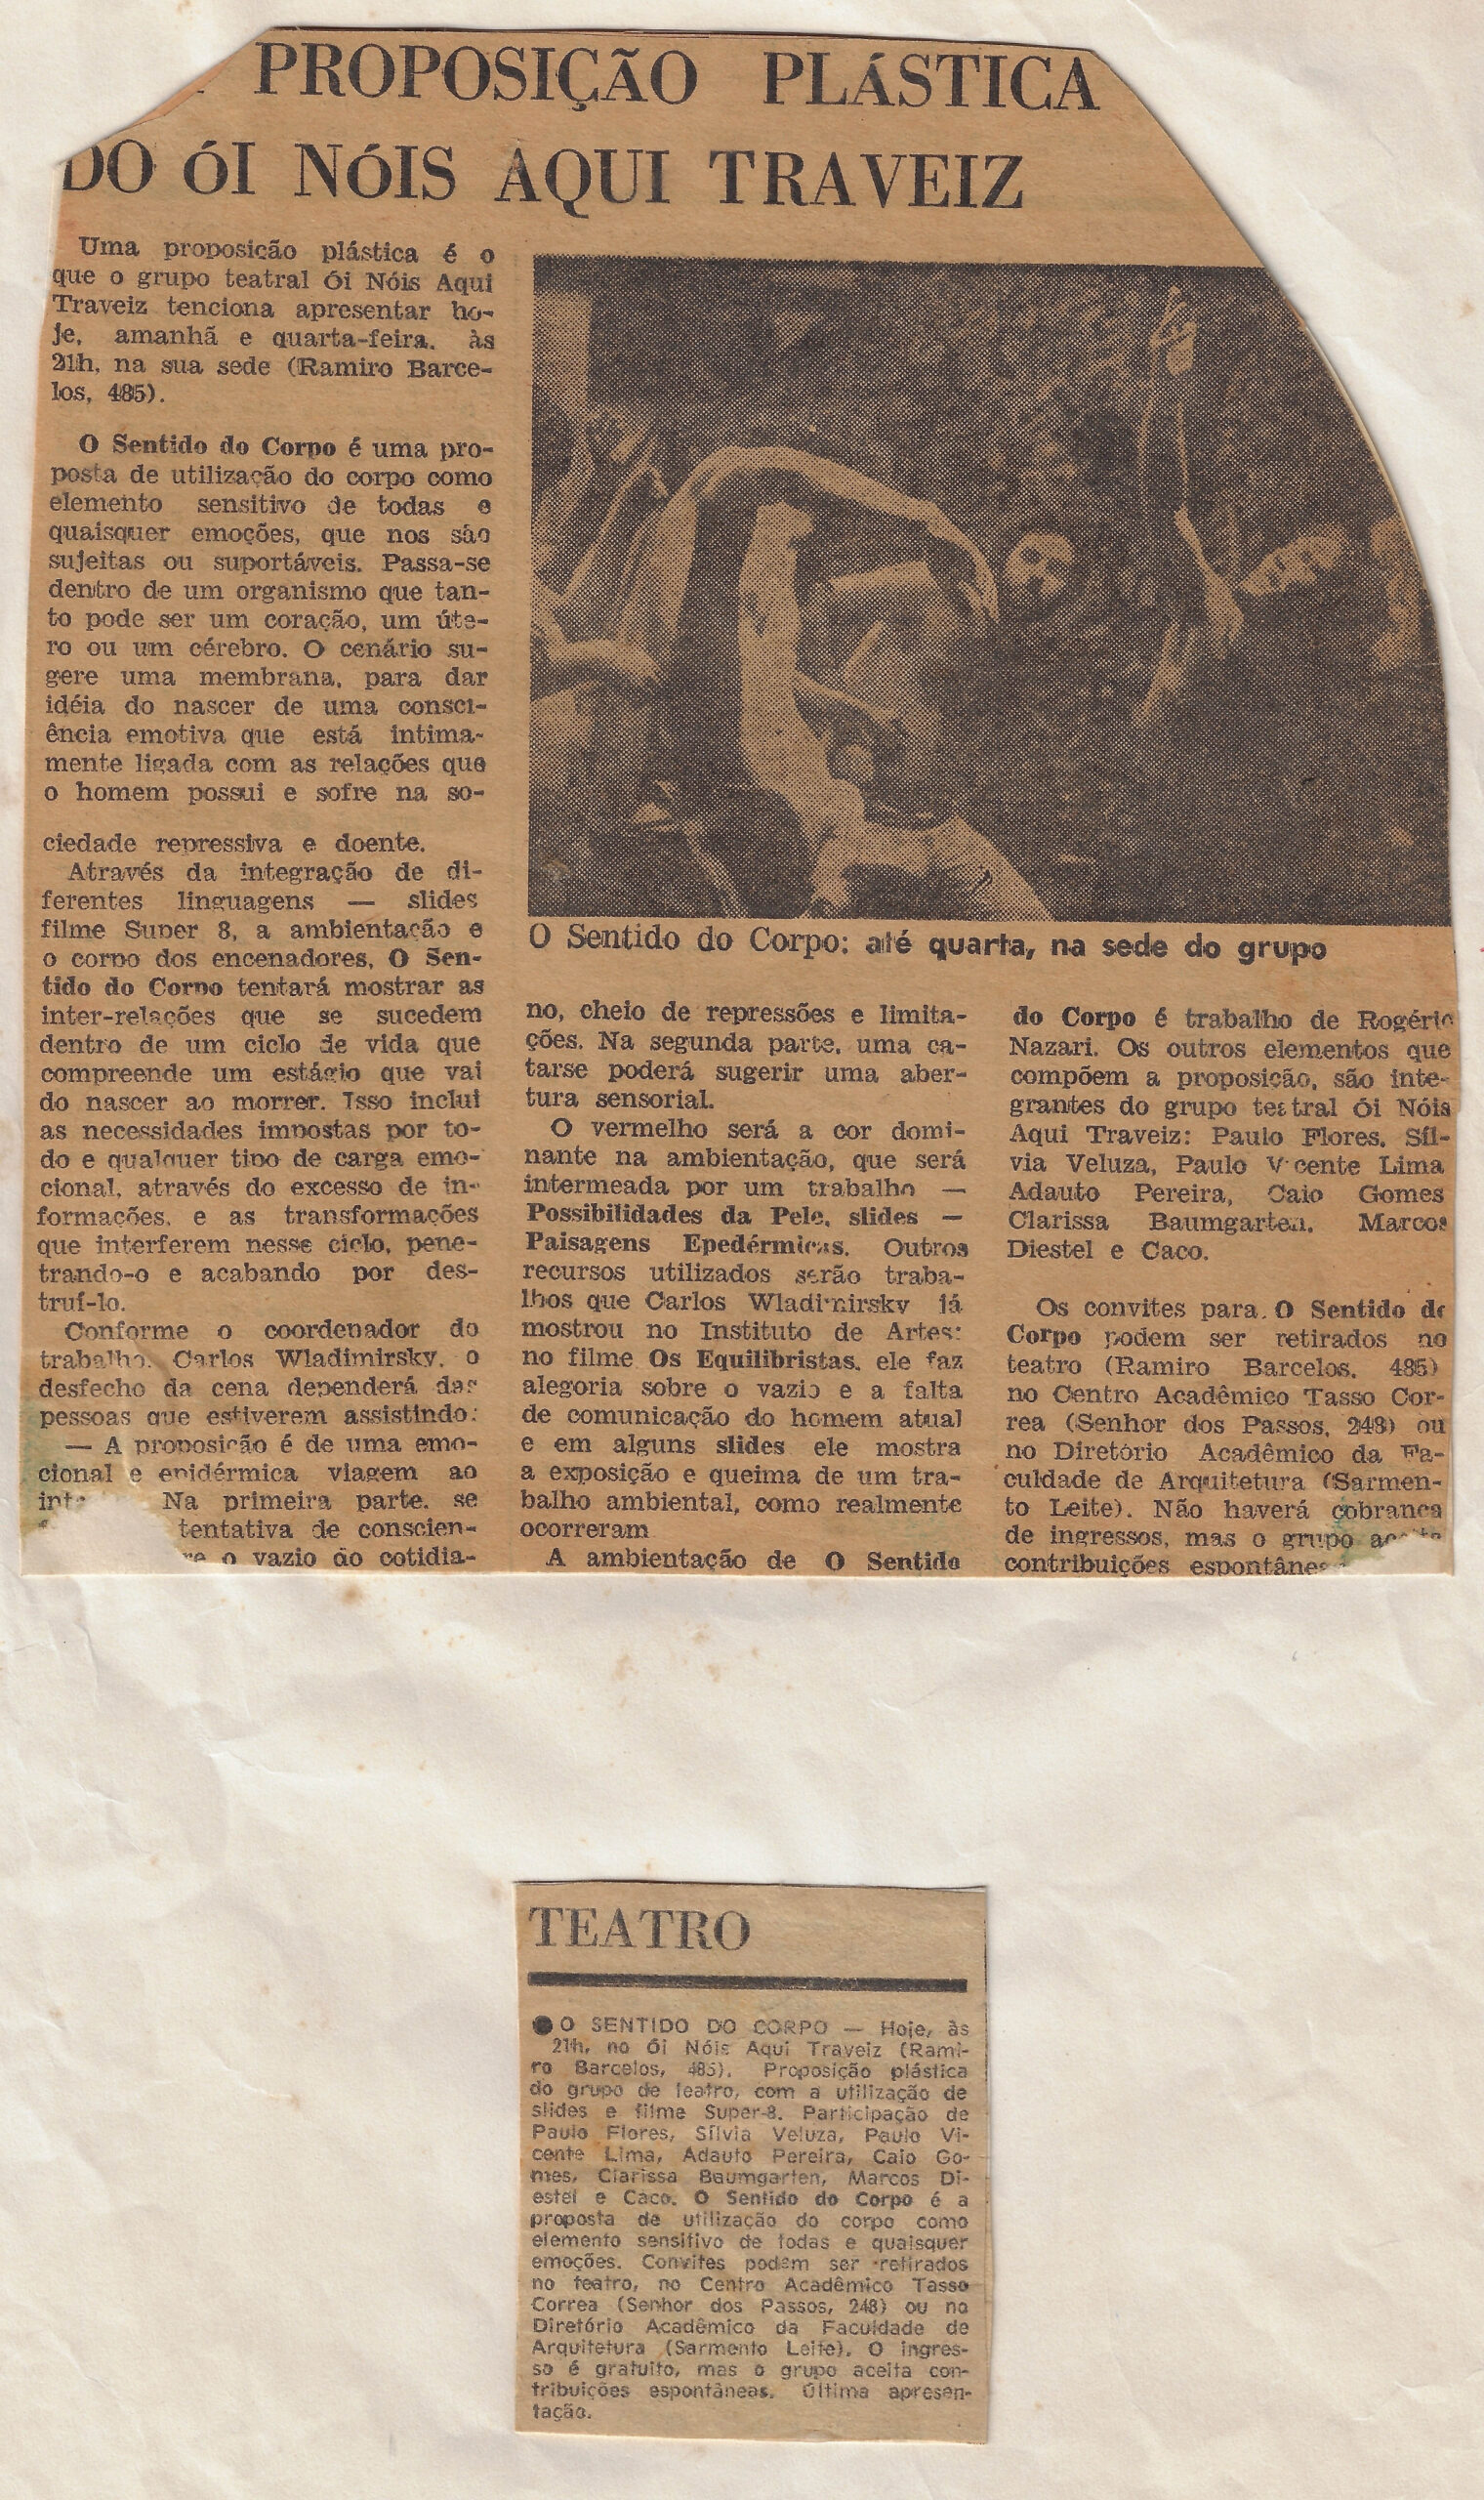 PROPOSIÇÃO PLÁSTICA
DO ÓI NÓIS AQUI TRAVEIZ
Uma proposição plástica é o
que o grupo teatral Ói Nóis Aqui
Traveiz tenciona apresentar ho-
je, amanhã e quarta-feira, às
21h, na sua sede (Ramiro Barce-
los, 485).
O Sentido do Corpo é uma pro-
posta de utilização do corpo como
elemento sensitivo de todas e
quaisquer emoções, que nos são
sujeitas ou suportáveis. Passa-se
dentro de um organismo que tan-
to pode ser um coração, um úte-
ro ou um cérebro. O cenário su-
gere uma membrana, para dar
idéia do nascer de uma consci-
ência emotiva que está intima-
mente ligada com as relações que
o homem possui e sofre na so-
ciedade repressiva e doente.
Através da integração de di-
ferentes linguagens — slides
filme Super 8, a ambientação e
o corpo dos encenadores, O Sen-
tido do Corpo tentará mostrar as
inter-relações que se sucedem
dentro de um ciclo de vida que
compreende um estágio que vai
do nascer ao morrer. Isso inclui
as necessidades impostas por to-
do e qualquer tipo de carga emo-
cional, através do excesso de in-
formações, e as transformações
que interferem nesse ciclo, pene-
trando-o e acabando por des-
truí-lo.
Conforme o coordenador do
trabalho, Carlos Wladimirsky, o
desfecho da cena dependerá das
pessoas que estiverem assistindo:
— A proposição é de uma emo-
cional e epidérmica viagem ao
Na primeira parte, se
tentativa de conscien-
o vazio do cotidia-
O Sentido do Corpo: até quarta, na sede do grupo
no, cheio de repressões e limita-
ções. Na segunda parte, uma ca-
tarse poderá sugerir uma aber-
tura sensorial.
O vermelho será a cor domi-
nante na ambientação, que será
intermeada por um trabalho —
Possibilidades da Pele, slides —
Paisagens Epedérmicas. Outros
recursos utilizados serão traba-
lhos que Carlos Wladimirsky já
mostrou no Instituto de Artes:
no filme Os Equilibristas, ele faz
alegoria sobre o vazio e a falta
de comunicação do homem atual
e em alguns slides ele mostra
a exposição e queima de um tra-
balho ambiental, como realmente
ocorreram
A ambientação de O Sentido
do Corpo é trabalho de Rogério
Nazari. Os outros elementos que
compõem a proposição, são inte-
grantes do grupo teatral Ói Nóis
Aqui Traveiz: Paulo Flores, Síl-
via Veluza, Paulo Vicente Lima
Adauto Pereira, Caio Gomes
Clarissa Baumgarten, Marcos
Diestel e Caco.
Os convites para O Sentido do
Corpo podem ser retirados no
teatro (Ramiro Barcelos, 485)
no Centro Acadêmico Tasso Cor-
rea (Senhor dos Passos, 248) ou
no Diretório Acadêmico da Fa-
culdade de Arquitetura (Sarmen-
to Leite). Não haverá cobrança
de ingressos, mas o grupo aceita
contribuições espontâneas
TEATRO
● O SENTIDO DO CORPO — Hoje, às
21h, no Ói Nóis Aqui Traveiz (Rami-
ro Barcelos, 485). Proposição plástica
do grupo de teatro, com a utilização de
slides e filme Super-8. Participação de
Paulo Flores, Sílvia Veluza, Paulo Vi-
cente Lima, Adauto Pereira, Caio Go-
mes, Clarissa Baumgarten, Marcos Di-
estel e Caco. O Sentido do Corpo é a
proposta de utilização do corpo como
elemento sensitivo de todas e quaisquer
emoções. Convites podem ser retirados
no teatro, no Centro Acadêmico Tasso
Correa (Senhor dos Passos, 248) ou no
Diretório Acadêmico da Faculdade de
Arquitetura (Sarmento Leite). O ingres-
so é gratuito, mas o grupo aceita con-
tribuições espontâneas. Última apresen-
tação.